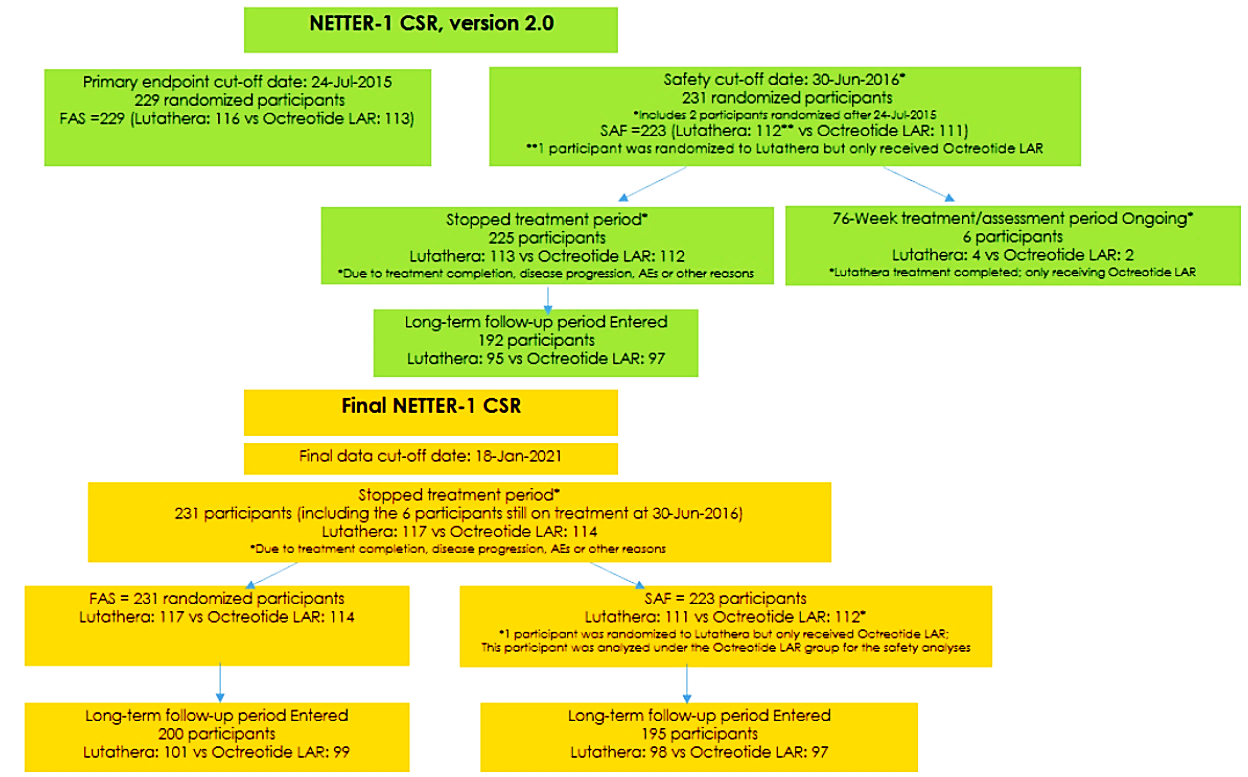 NETTER-1 CSR, version 2.0
Primary endpoint cut-off date: 24-Jul-2015
229 randomized participants
FAS =229 (Lutathera: 116 vs Octreotide LAR: 113)
Safety cut-off date: 30-Jun-2016*
231 randomized participants
*Includes 2 participants randomized after 24-Jul-2015
SAF =223 (Lutathera: 112** vs Octreotide LAR: 111)
**1 participant was randomized to Lutathera but only received Octreotide LAR
Stopped treatment period*
225 participants
Lutathera: 113 vs Octreotide LAR: 112
*Due to treatment completion, disease progression, AEs or other reasons
76-Week treatment/assessment period Ongoing*
6 participants
Lutathera: 4 vs Octreotide LAR: 2
*Lutathera treatment completed; only receiving Octreotide LAR
Long-term follow-up period Entered
192 participants
Lutathera: 95 vs Octreotide LAR: 97
Final NETTER-1 CSR
Final data cut-off date: 18-Jan-2021
Stopped treatment period*
231 participants (including the 6 participants still on treatment at 30-Jun-2016)
Lutathera: 117 vs Octreotide LAR: 114
*Due to treatment completion, disease progression, AEs or other reasons
FAS = 231 randomized participants
Lutathera: 117 vs Octreotide LAR: 114
SAF = 223 participants
Lutathera: 111 vs Octreotide LAR: 112*
*1 participant was randomized to Lutathera but only received Octreotide LAR;
This participant was analyzed under the Octreotide LAR group for the safety analyses
Long-term follow-up period Entered
200 participants
Lutathera: 101 vs Octreotide LAR: 99
Long-term follow-up period Entered
195 participants
Lutathera: 98 vs Octreotide LAR: 97